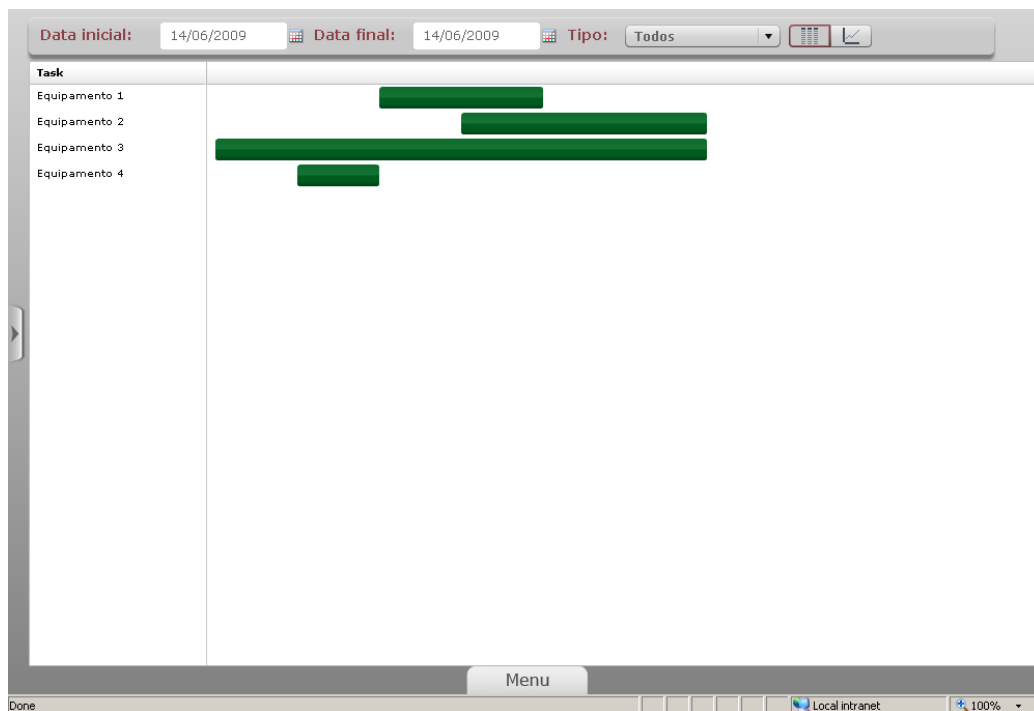 Data inicial: 14/06/2009 Data final: 14/06/2009 Tipo: Todos
Task
Equipamento 1
Equipamento 2
Equipamento 3
Equipamento 4
Menu
Done Local intranet 100%